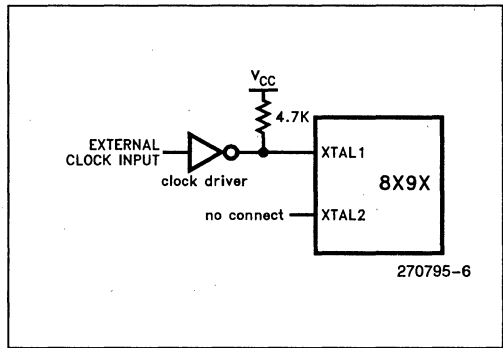 VCC
4.7K
EXTERNAL
CLOCK INPUT
clock driver
XTAL1
8X9X
no connect
XTAL2
270795-6